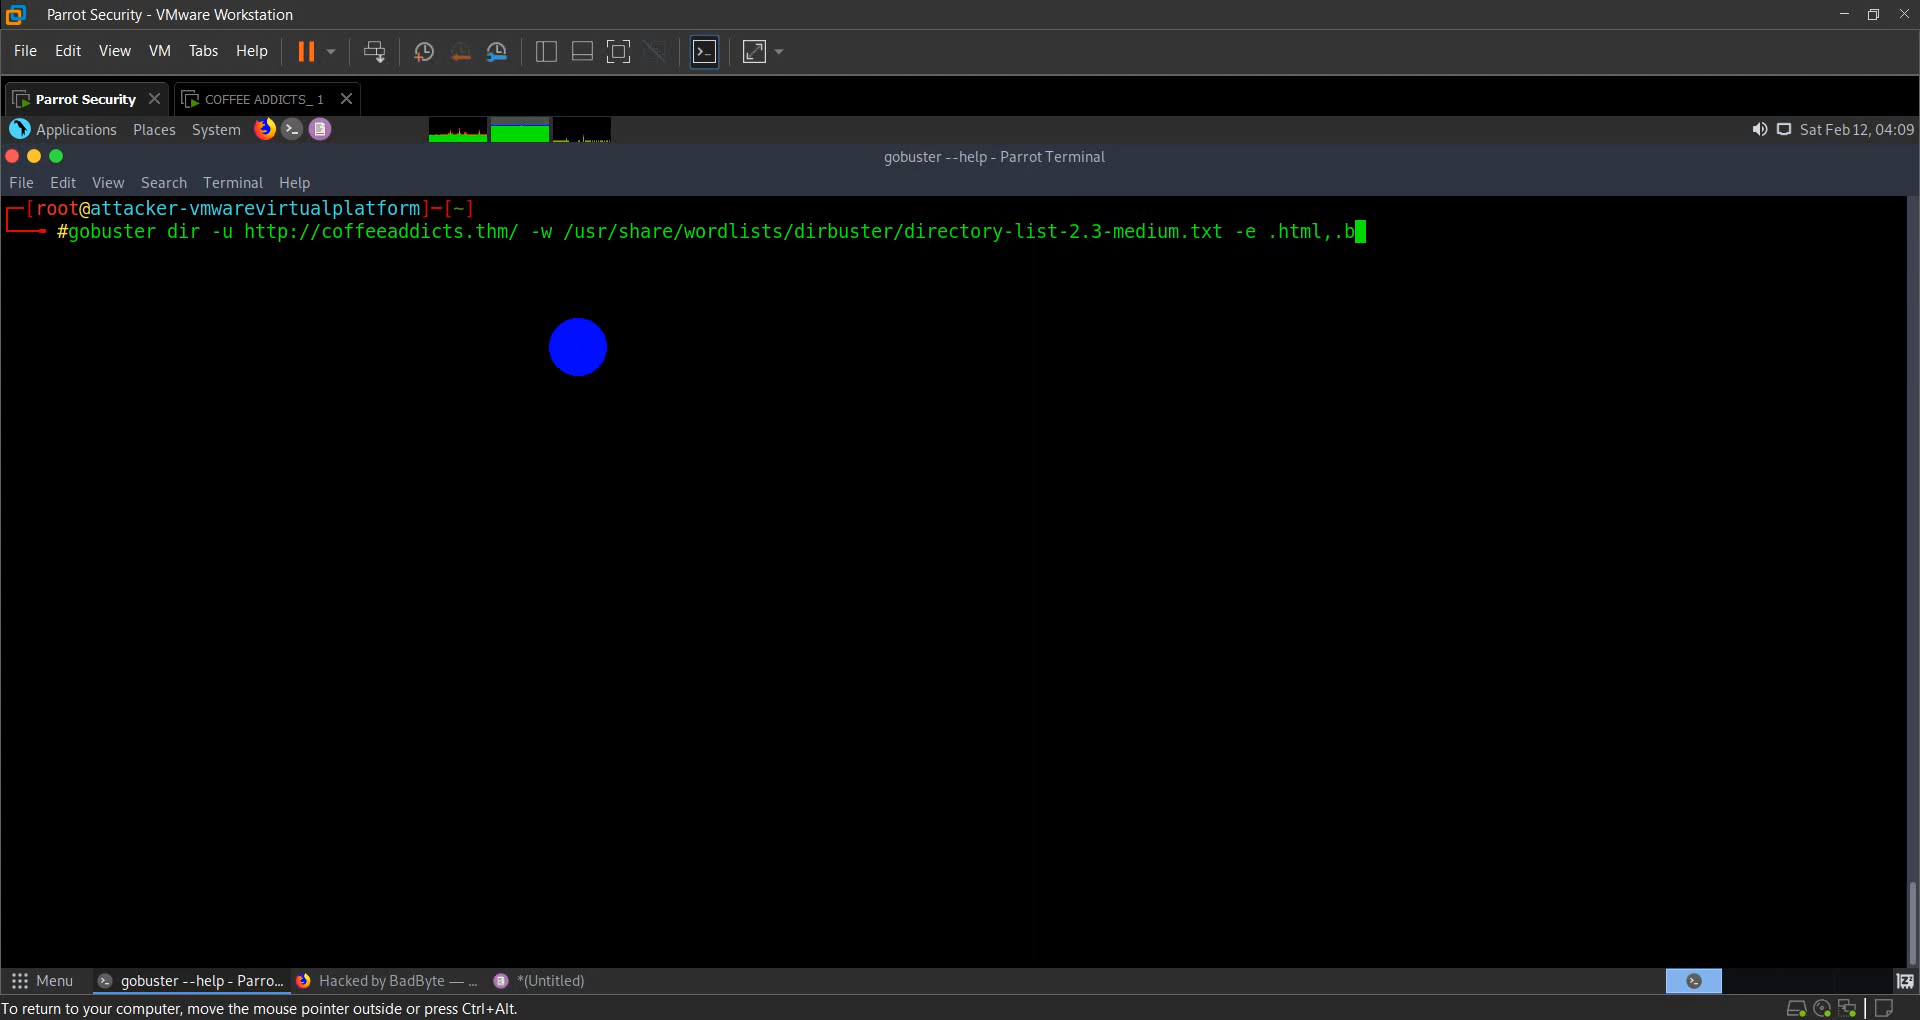 Parrot Security - VMware Workstation
File Edit View VM Tabs Help
Parrot Security COFFEE ADDICTS_ 1
Applications Places System Sat Feb 12, 04:09
gobuster --help - Parrot Terminal
File Edit View Search Terminal Help
[root@attacker-vmwarevirtualplatform]-[~]
#gobuster dir -u http://coffeeaddicts.thm/ -w /usr/share/wordlists/dirbuster/directory-list-2.3-medium.txt -e .html,.b
Menu gobuster --help - Parro... Hacked by BadByte — ... *(Untitled)
To return to your computer, move the mouse pointer outside or press Ctrl+Alt.